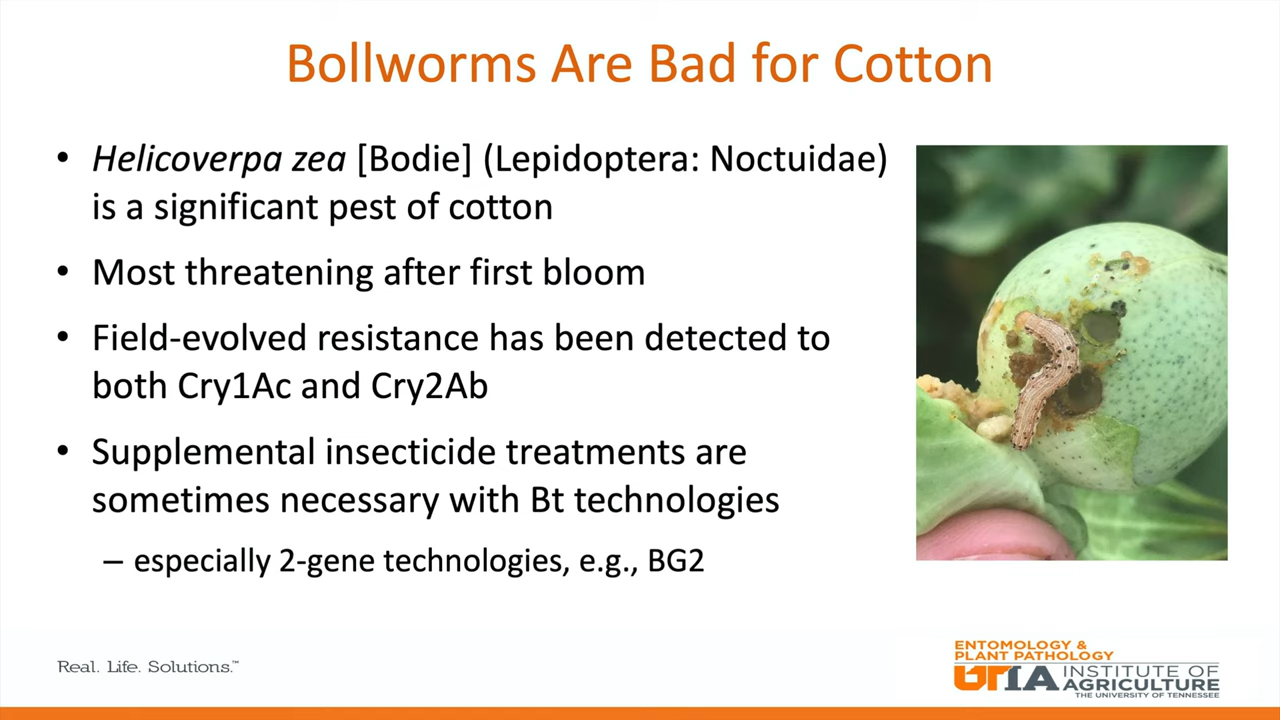 Bollworms Are Bad for Cotton
• Helicoverpa zea [Bodie] (Lepidoptera: Noctuidae)
is a significant pest of cotton
• Most threatening after first bloom
• Field-evolved resistance has been detected to
both Cry1Ac and Cry2Ab
• Supplemental insecticide treatments are
sometimes necessary with Bt technologies
– especially 2-gene technologies, e.g., BG2
Real. Life. Solutions.™
ENTOMOLOGY &
PLANT PATHOLOGY
UTIA INSTITUTE OF
AGRICULTURE
THE UNIVERSITY OF TENNESSEE